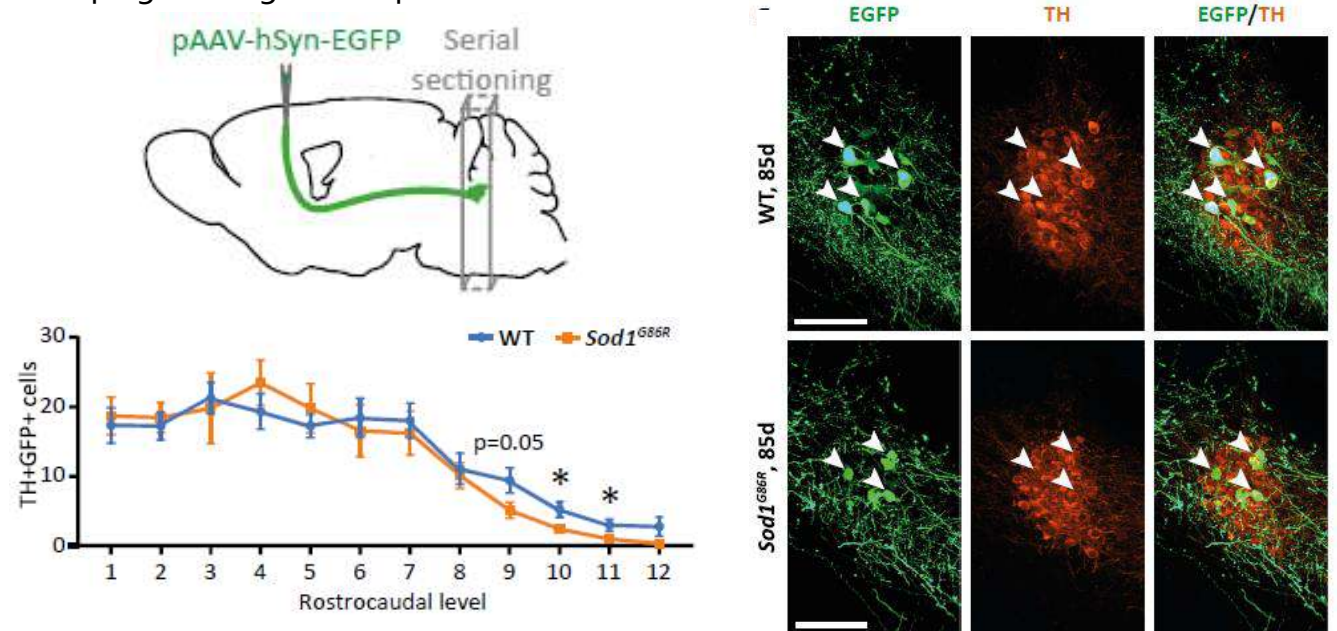 pAAV-hSyn-EGFP
Serial
sectioning
EGFP
TH
EGFP/TH
WT, 85d
Sod1G86R, 85d
WT
Sod1G86R
TH+GFP+ cells
30
20
10
0
p=0.05
*
*
1 2 3 4 5 6 7 8 9 10 11 12
Rostrocaudal level